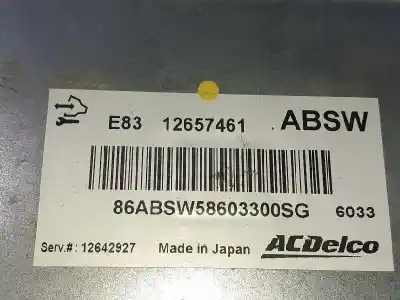 E83 12657461 ABSW
86ABSW58603300SG 6033
Serv.#: 12642927 Made in Japan ACDelco